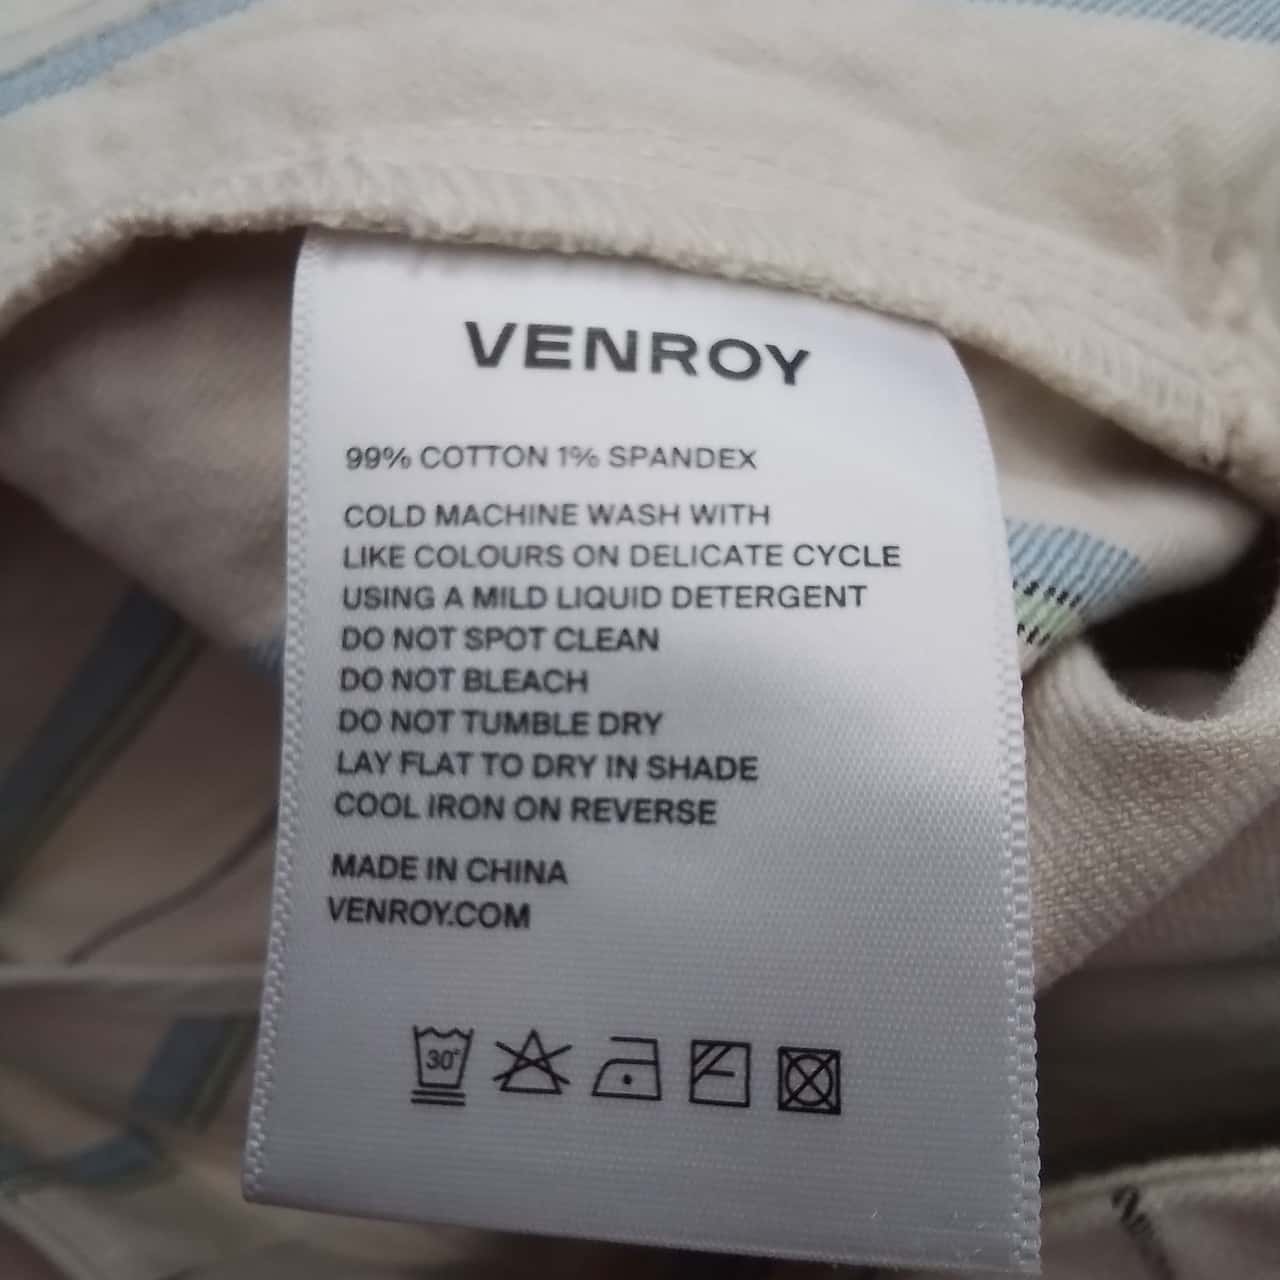 VENROY
99% COTTON 1% SPANDEX
COLD MACHINE WASH WITH
LIKE COLOURS ON DELICATE CYCLE
USING A MILD LIQUID DETERGENT
DO NOT SPOT CLEAN
DO NOT BLEACH
DO NOT TUMBLE DRY
LAY FLAT TO DRY IN SHADE
COOL IRON ON REVERSE
MADE IN CHINA
VENROY.COM
30°